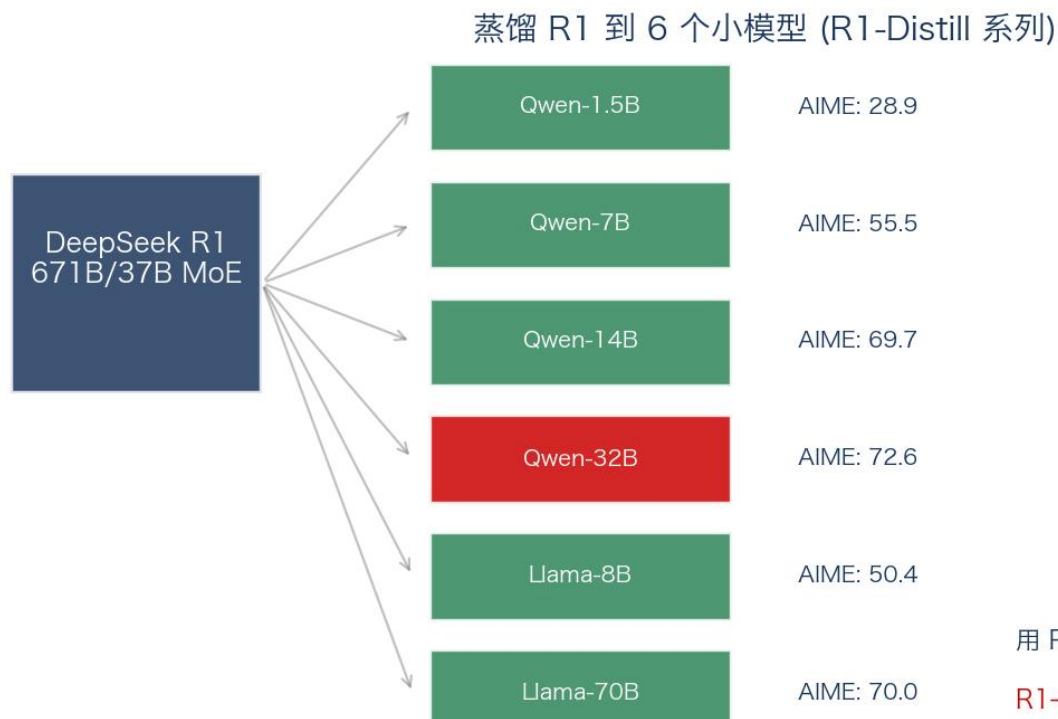 蒸馏 R1 到 6 个小模型 (R1-Distill 系列)
DeepSeek R1
671B/37B MoE
Qwen-1.5B
AIME: 28.9
Qwen-7B
AIME: 55.5
Qwen-14B
AIME: 69.7
Qwen-32B
AIME: 72.6
Llama-8B
AIME: 50.4
用
Llama-70B
AIME: 70.0
R1-